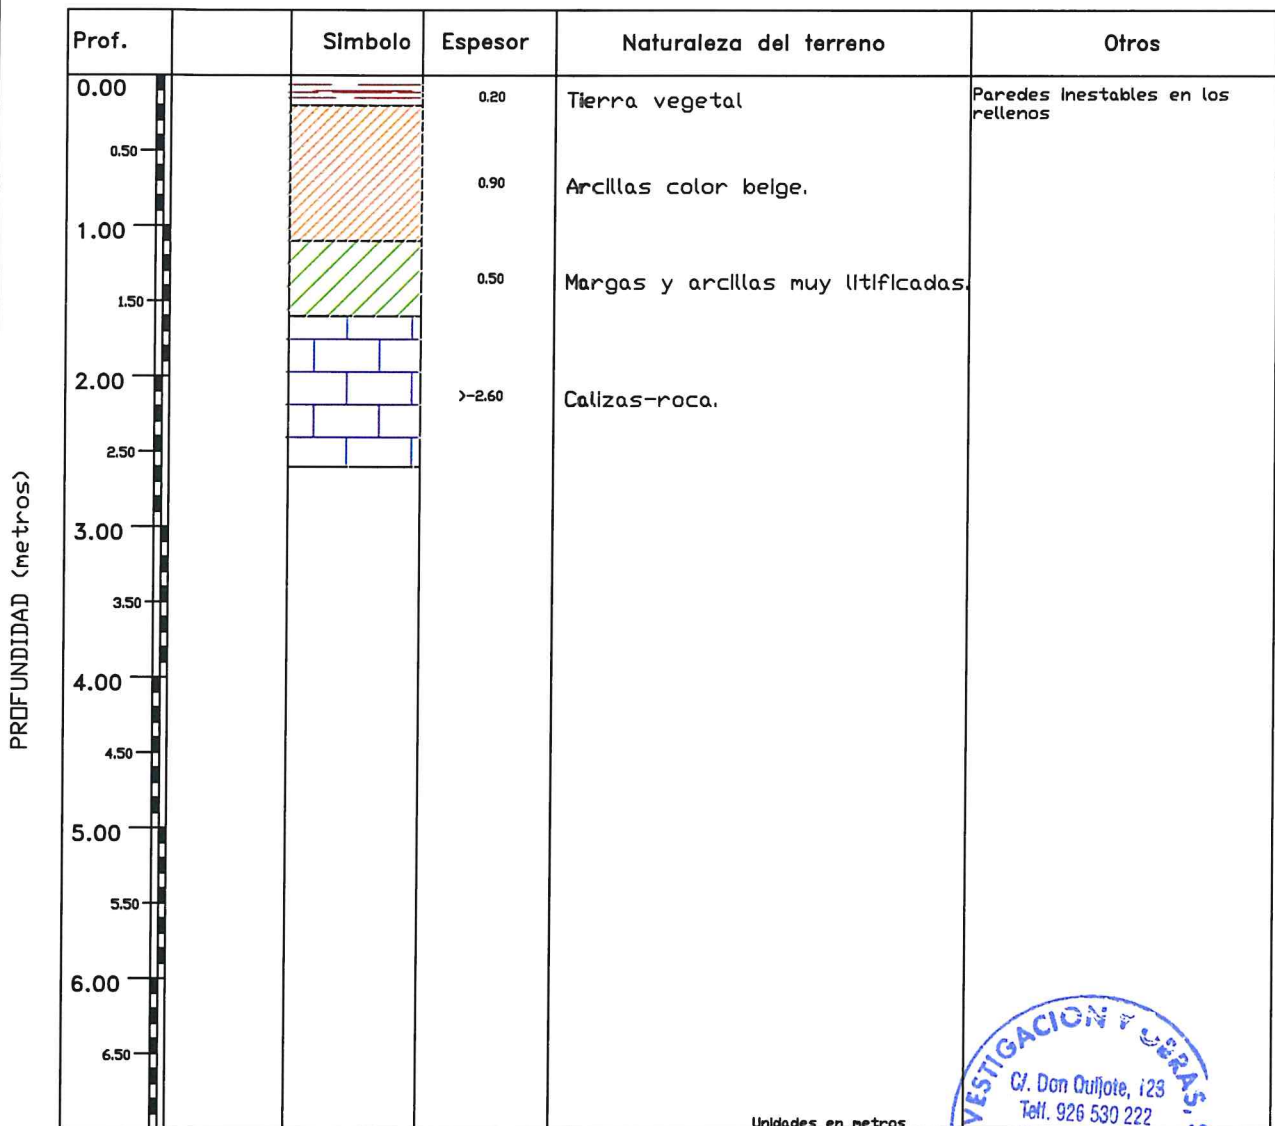 Prof. Simbolo Espesor Naturaleza del terreno Otros
0.00 0.20 Tierra vegetal Paredes inestables en los
rellenos
0.50
0.90 Arcillas color beige.
1.00
0.50 Margas y arcillas muy litificadas.
1.50
2.00
>-2.60 Calizas-roca.
2.50
PROFUNDIDAD (metros)
3.00
3.50
4.00
4.50
5.00
5.50
6.00
6.50
VESTIGACION Y OBRAS,
C/. Don Quijote, 123
Telf. 926 530 222
Unidades en metros